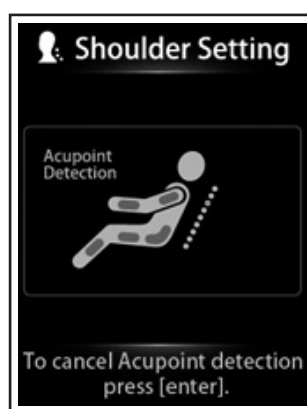 Shoulder Setting
Acupoint
Detection
To cancel Acupoint detection
press [enter].